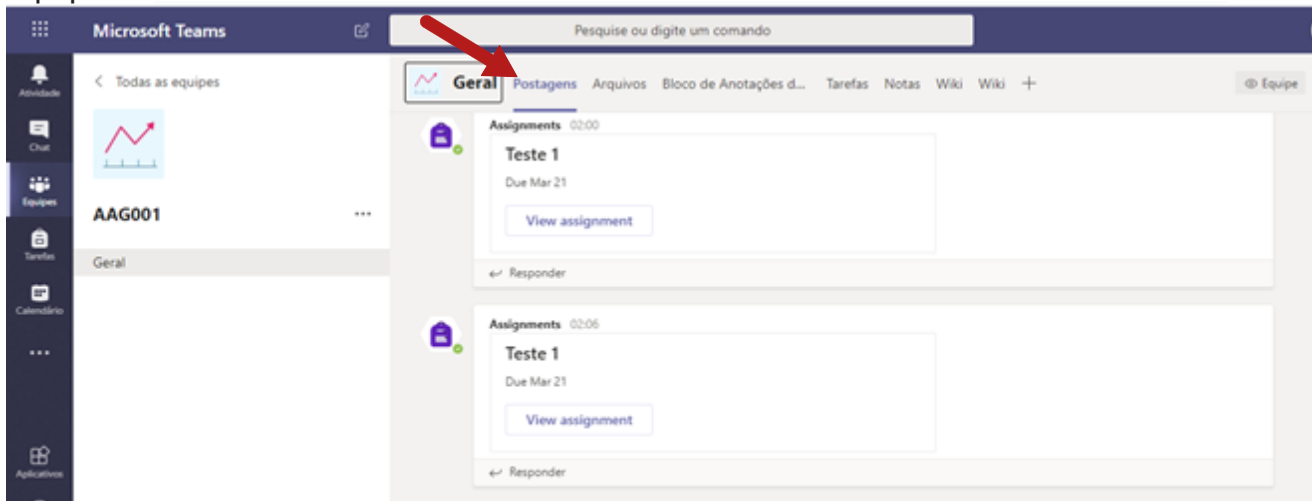 Microsoft Teams
Pesquise ou digite um comando
Atividade
Chat
Equipes
Tarefas
Calendário
Aplicativos
Todas as equipes
AAG001
Geral
Geral Postagens Arquivos Bloco de Anotações d... Tarefas Notas Wiki Wiki
Equipe
Assignments 02:00
Teste 1
Due Mar 21
View assignment
Responder
Assignments 02:06
Teste 1
Due Mar 21
View assignment
Responder